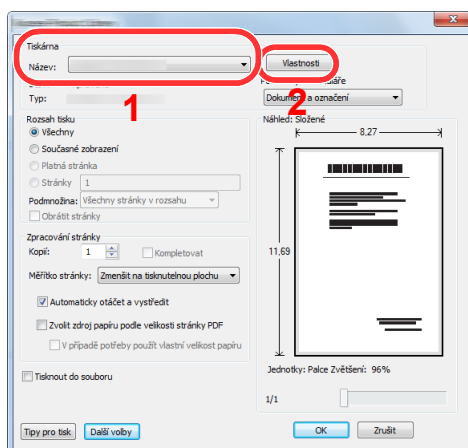 Tiskárna
Název:
Vlastnosti
Typ:
Dokument a označení
1
2
Rozsah tisku
Všechny
Současné zobrazení
Platná stránka
Stránky 1
Podmnožina: Všechny stránky v rozsahu
Obrátit stránky
Zpracování stránky
Kopií: 1 Kompletovat
Měřítko stránky: Zmenšit na tisknutelnou plochu
Automaticky otáčet a vystředit
Zvolit zdroj papíru podle velikosti stránky PDF
V případě potřeby použít vlastní velikost papíru
Tisknout do souboru
Náhled: Složené
8,27
11,69
Jednotky: Palce Zvětšení: 96%
1/1
Tipy pro tisk
Další volby
OK
Zrušit